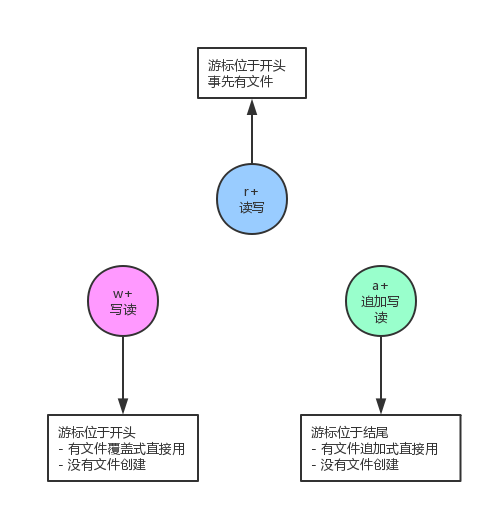 游标位于开头
事先有文件
r+
读写
w+
写读
a+
追加写
读
游标位于开头
- 有文件覆盖式直接用
- 没有文件创建
游标位于结尾
- 有文件追加式直接用
- 没有文件创建